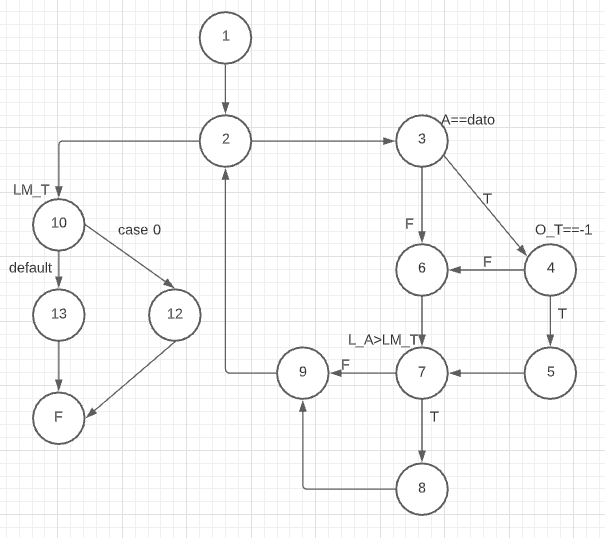 1
2
3
A==dato
T
LM_T
10
case 0
F
O_T==-1
default
6
F
4
13
12
T
L_A>LM_T
9
F
7
5
F
T
8